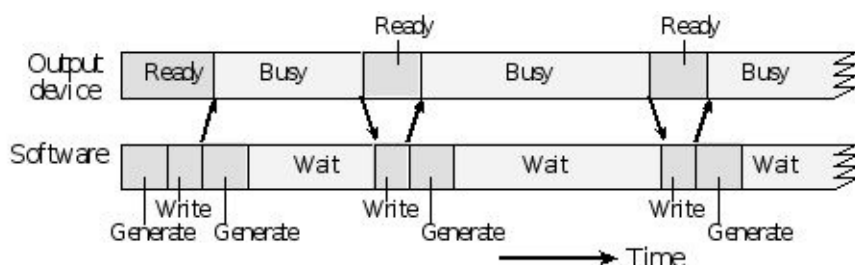 Ready Ready
Output device Ready Busy Busy Busy
Software Wait Wait Wait
Write Write Write
Generate Generate Generate Generate
Time